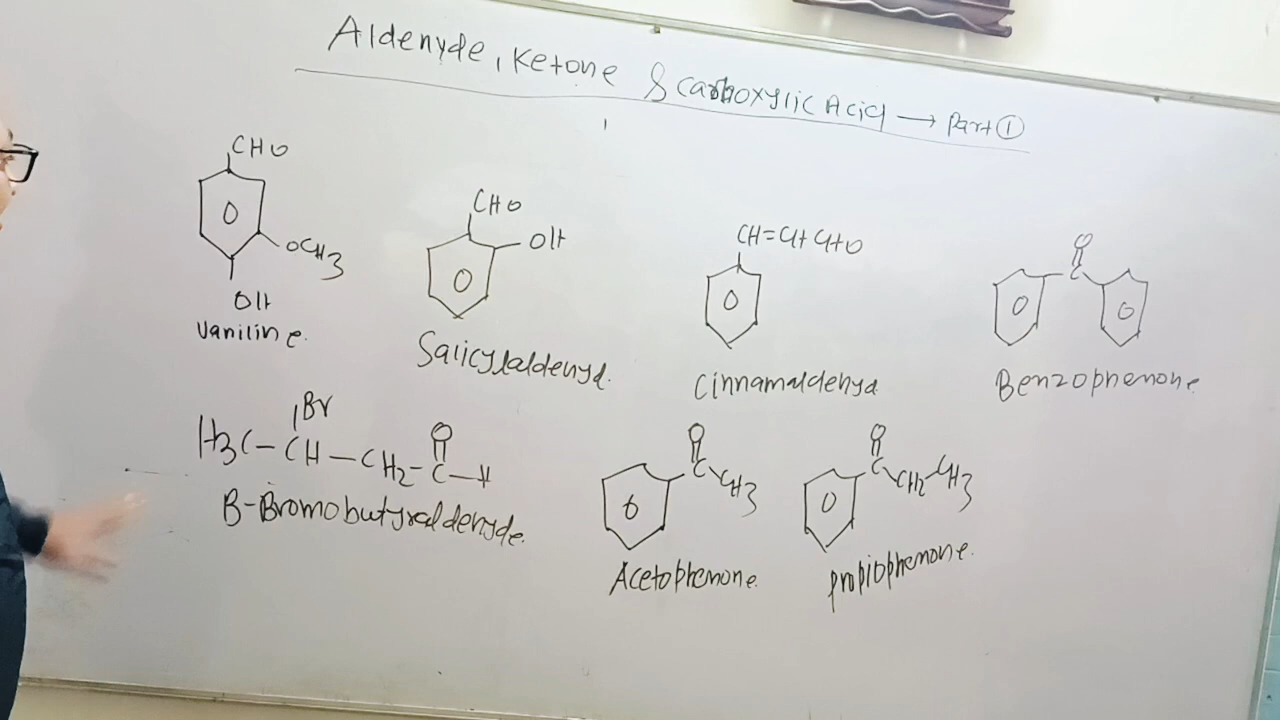 Aldehyde, Ketone & Carboxylic Acid → Part ①
CHO
OCH3
OH
Vaniline.
CHO
OH
Salicylaldehyd.
CH=CH CHO
Cinnamaldehyd
O
C
Benzophenone
Br
H3C-CH-CH2-C-H
O
B-Bromobutyraldehyde.
O
C
CH3
Acetophenone.
O
C
CH2-CH3
propiophenone.